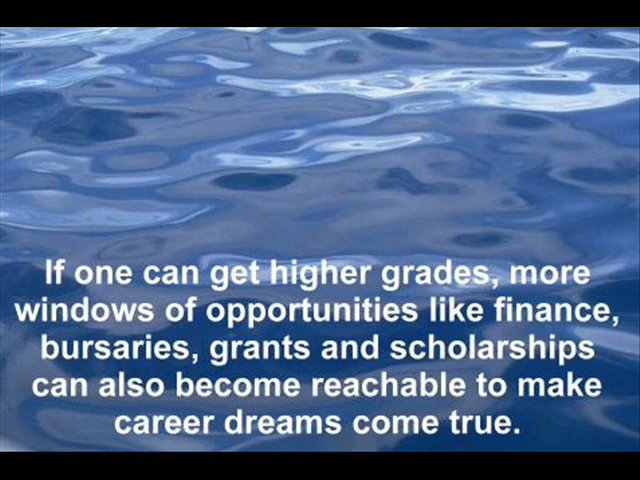 If one can get higher grades, more
windows of opportunities like finance,
bursaries, grants and scholarships
can also become reachable to make
career dreams come true.